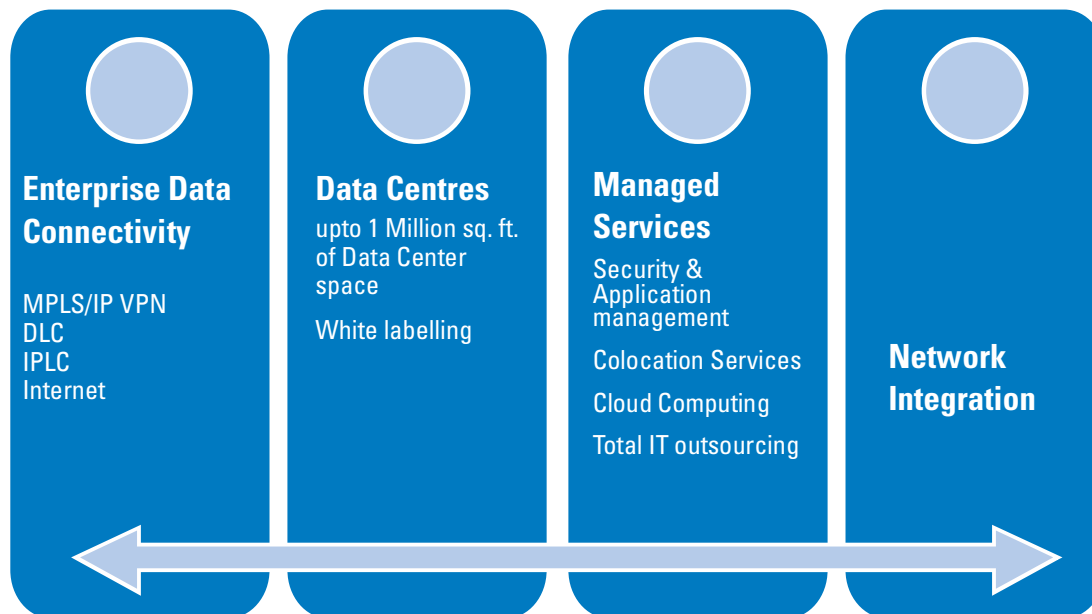 Enterprise Data
Connectivity
MPLS/IP VPN
DLC
IPLC
Internet
Data Centres
upto 1 Million sq. ft.
of Data Center
space
White labelling
Managed
Services
Security &
Application
management
Colocation Services
Cloud Computing
Total IT outsourcing
Network
Integration